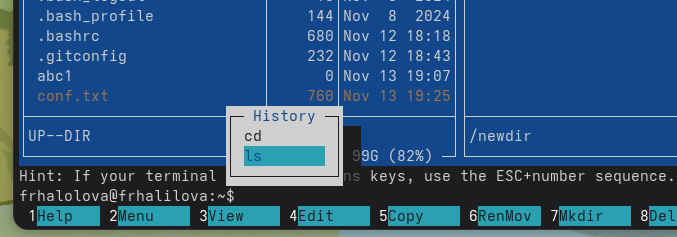 .bash_profile 144 Nov 8 2024
.bashrc 680 Nov 12 18:18
.gitconfig 232 Nov 12 18:43
abc1 0 Nov 13 19:07
conf.txt 760 Nov 13 19:25
History
cd
ls
UP--DIR
/newdir
99G (82%)
Hint: If your terminal ns keys, use the ESC+number sequence.
frhalolova@frhalilova:~$
1Help 2Menu 3View 4Edit 5Copy 6RenMov 7Mkdir 8Del